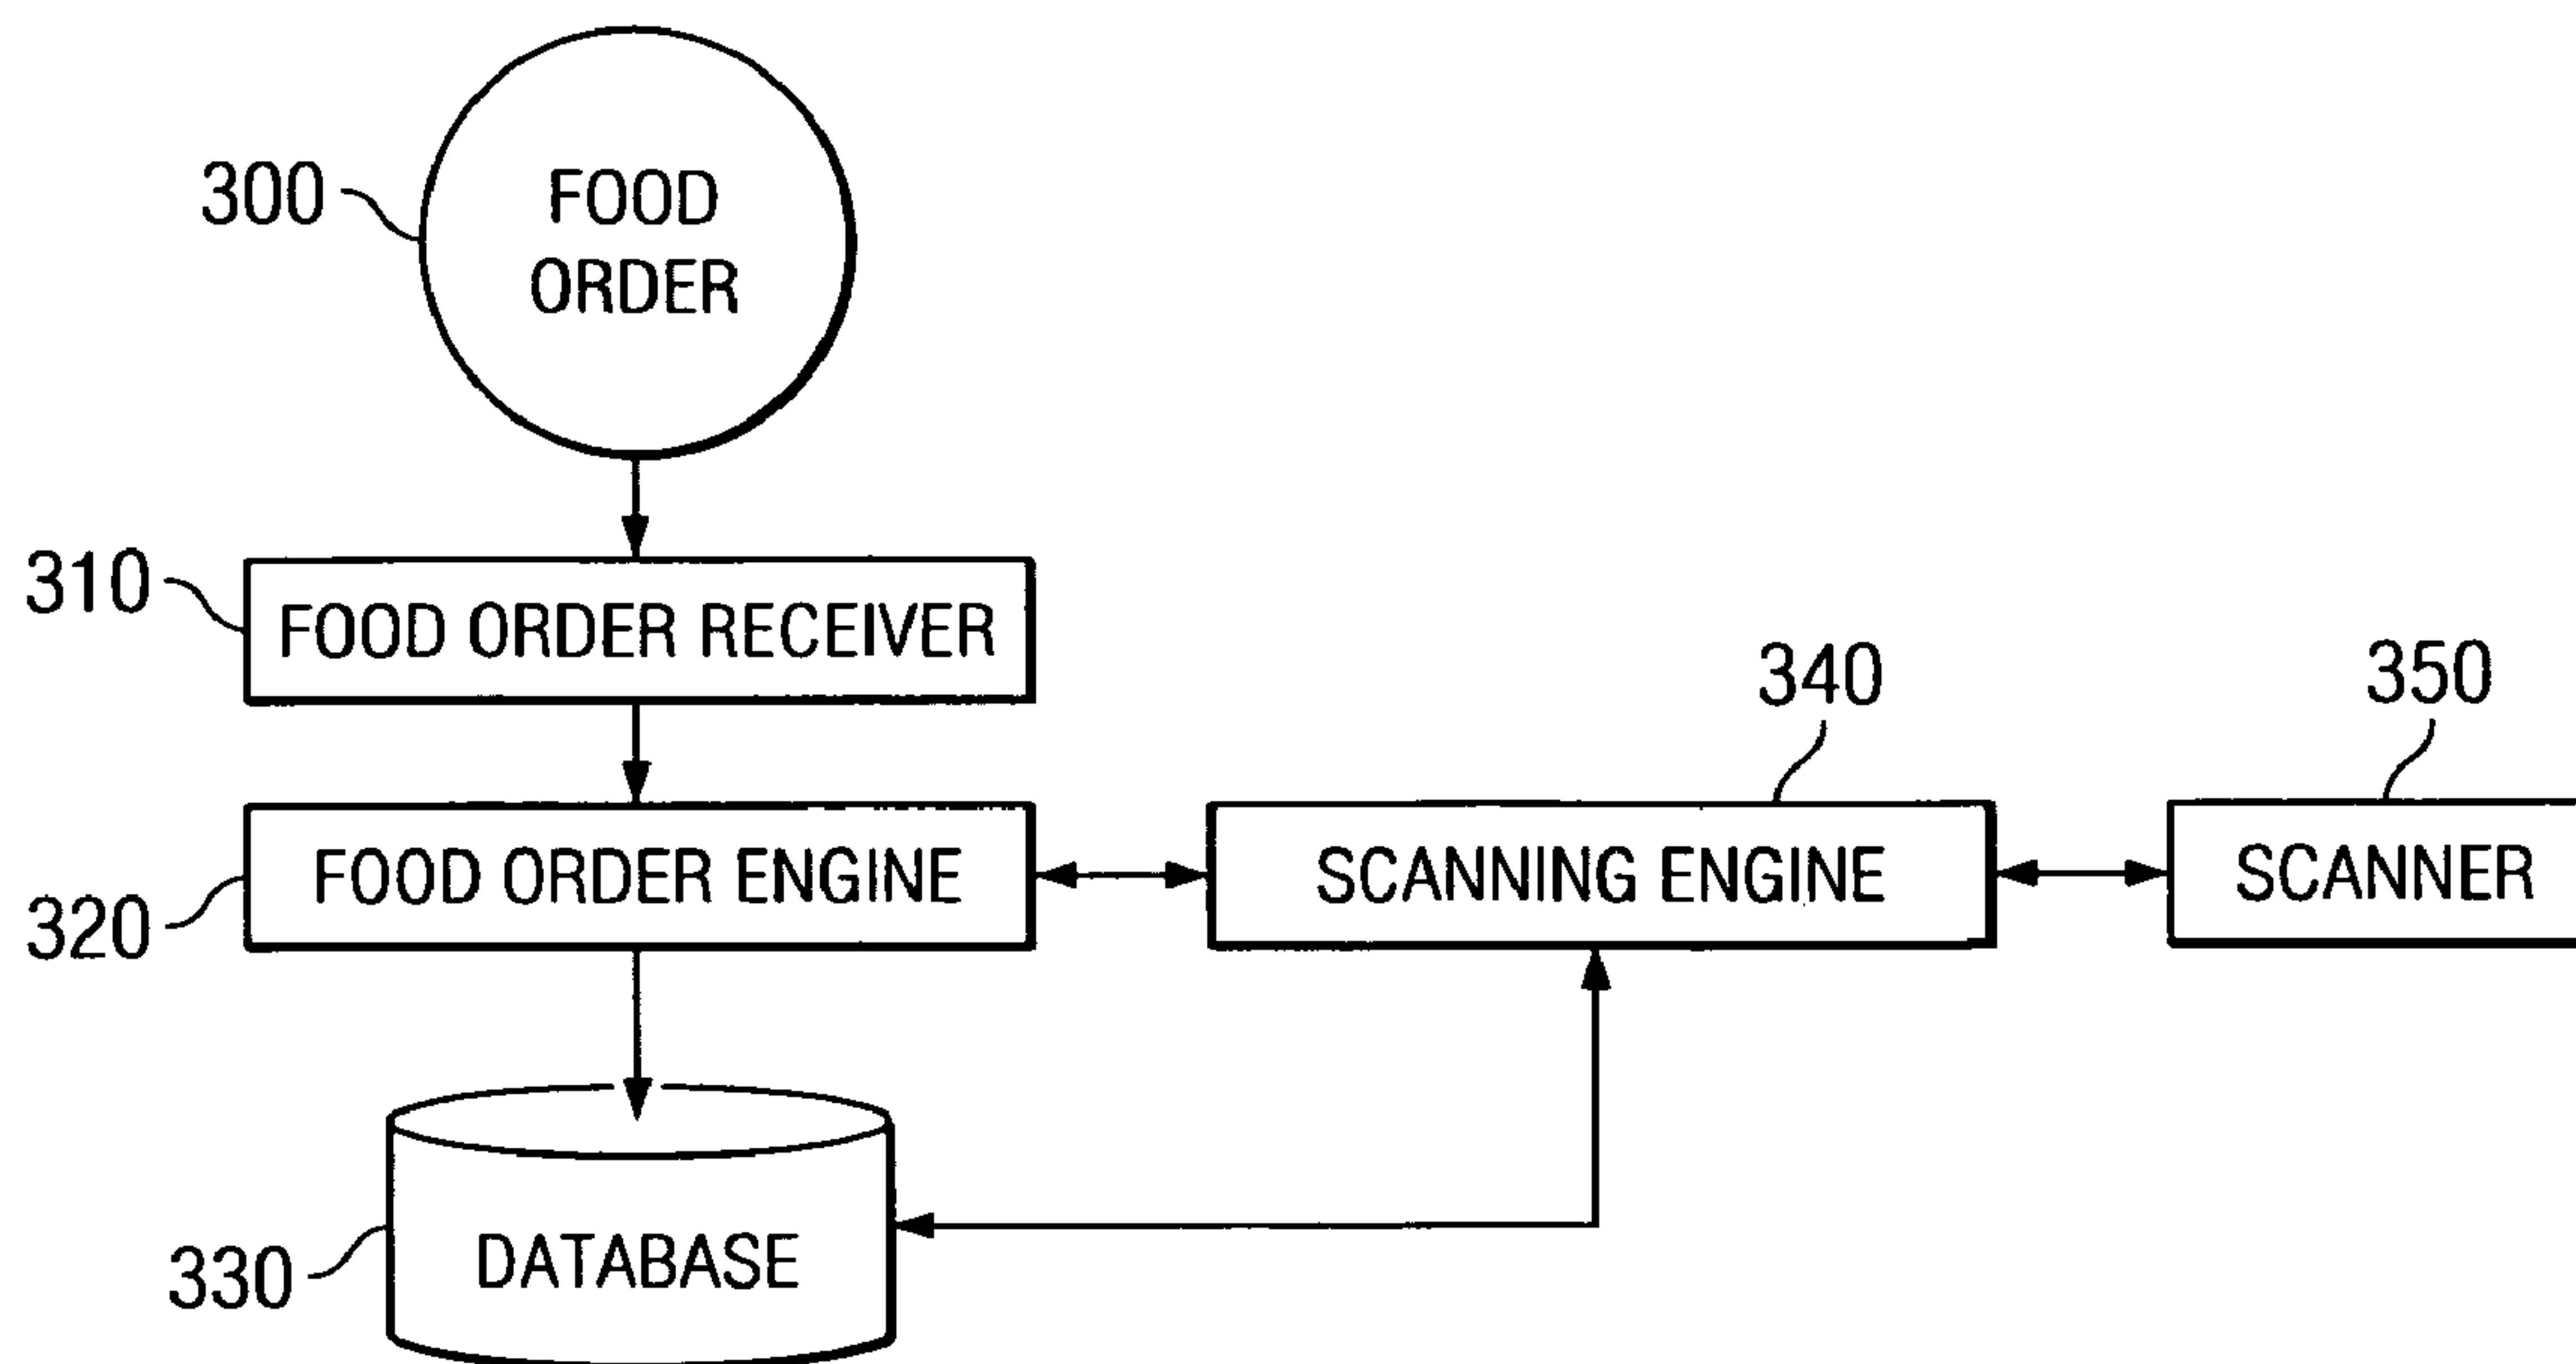 300
FOOD
ORDER
310
FOOD ORDER RECEIVER
340
350
320
FOOD ORDER ENGINE
SCANNING ENGINE
SCANNER
330
DATABASE